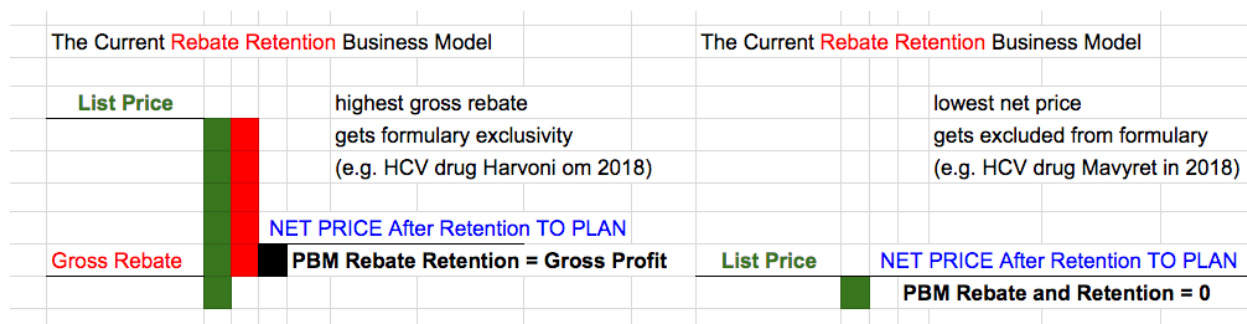 The Current Rebate Retention Business Model
List Price
highest gross rebate
gets formulary exclusivity
(e.g. HCV drug Harvoni om 2018)
NET PRICE After Retention TO PLAN
Gross Rebate
PBM Rebate Retention = Gross Profit
The Current Rebate Retention Business Model
lowest net price
gets excluded from formulary
(e.g. HCV drug Mavyret in 2018)
List Price
NET PRICE After Retention TO PLAN
PBM Rebate and Retention = 0